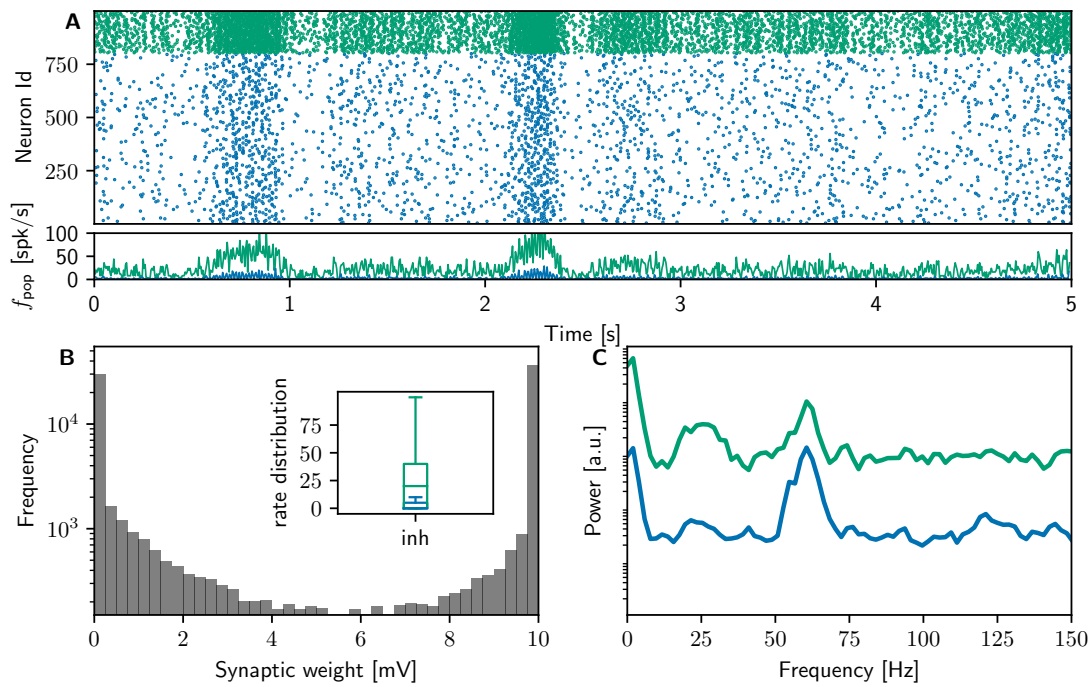 A
Neuron Id
750
500
250
f_pop [spk/s]
100
50
0
0 1 2 3 4 5
Time [s]
B
Frequency
10^4
10^3
rate distribution
75
50
25
0
inh
0 2 4 6 8 10
Synaptic weight [mV]
C
Power [a.u.]
0 25 50 75 100 125 150
Frequency [Hz]